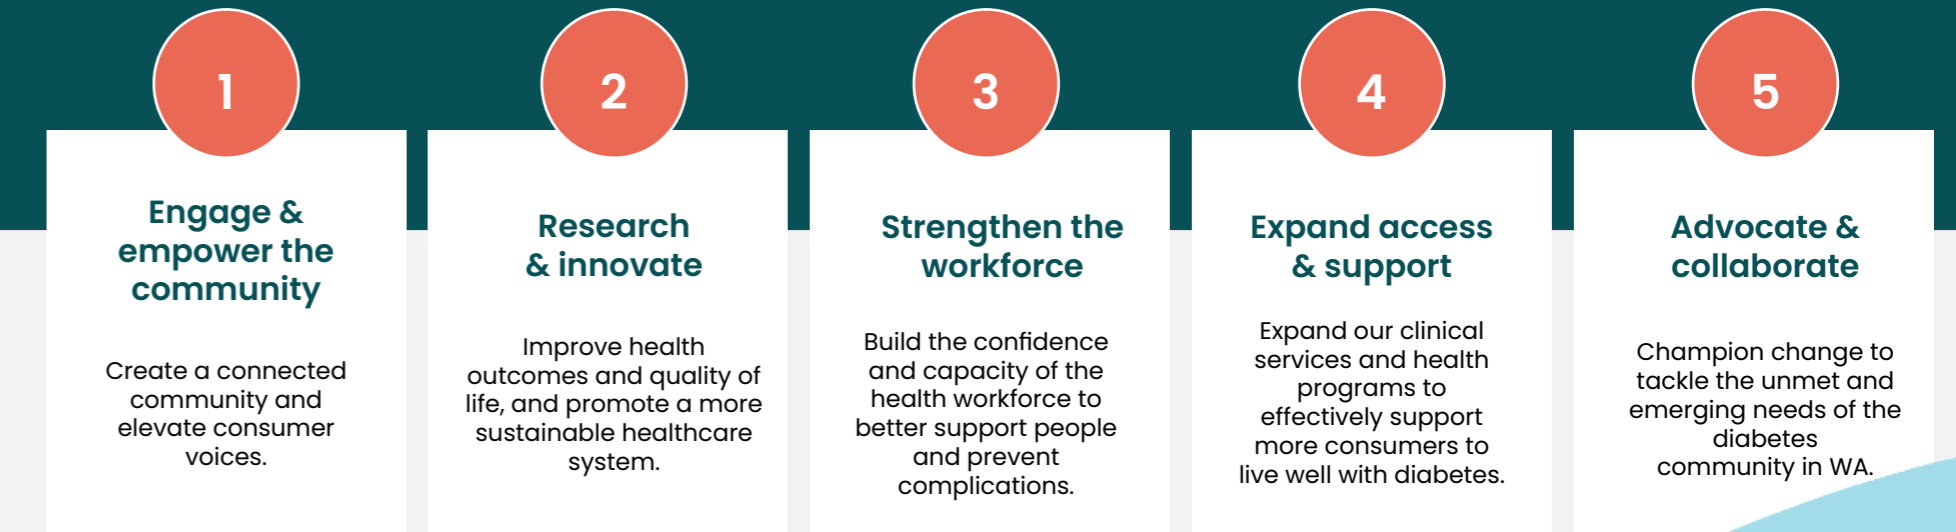 1
Engage &
empower the
community
Create a connected
community and
elevate consumer
voices.
2
Research
& innovate
Improve health
outcomes and quality of
life, and promote a more
sustainable healthcare
system.
3
Strengthen the
workforce
Build the confidence
and capacity of the
health workforce to
better support people
and prevent
complications.
4
Expand access
& support
Expand our clinical
services and health
programs to
effectively support
more consumers to
live well with diabetes.
5
Advocate &
collaborate
Champion change to
tackle the unmet and
emerging needs of the
diabetes
community in WA.